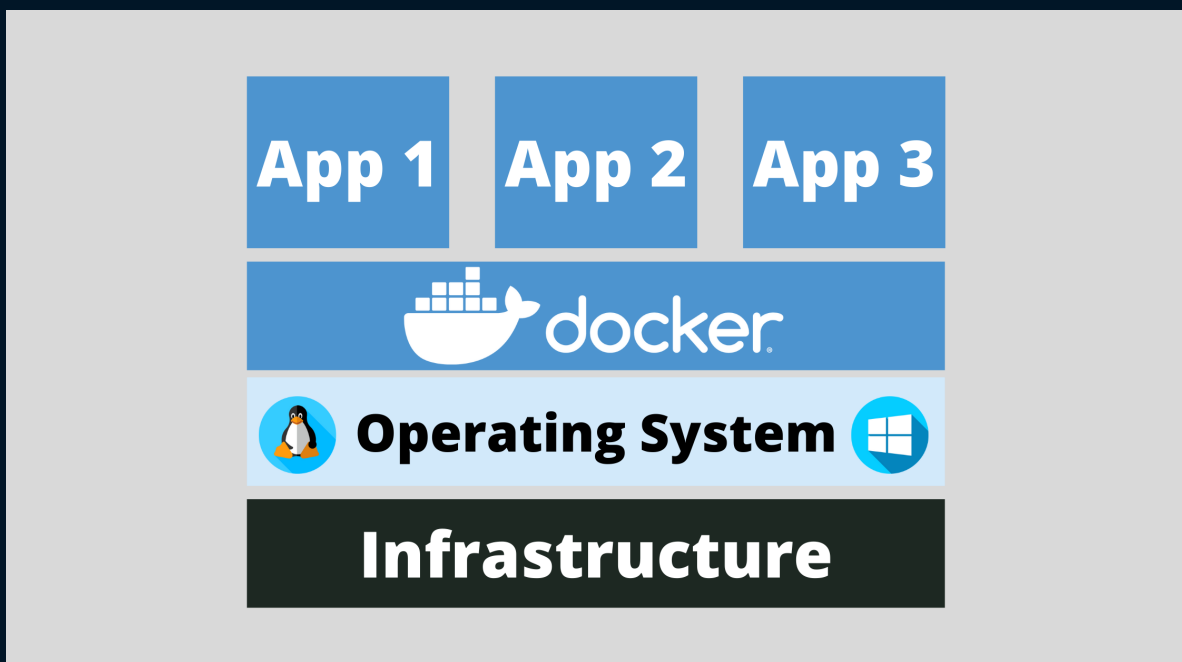 App 1
App 2
App 3
docker
Operating System
Infrastructure